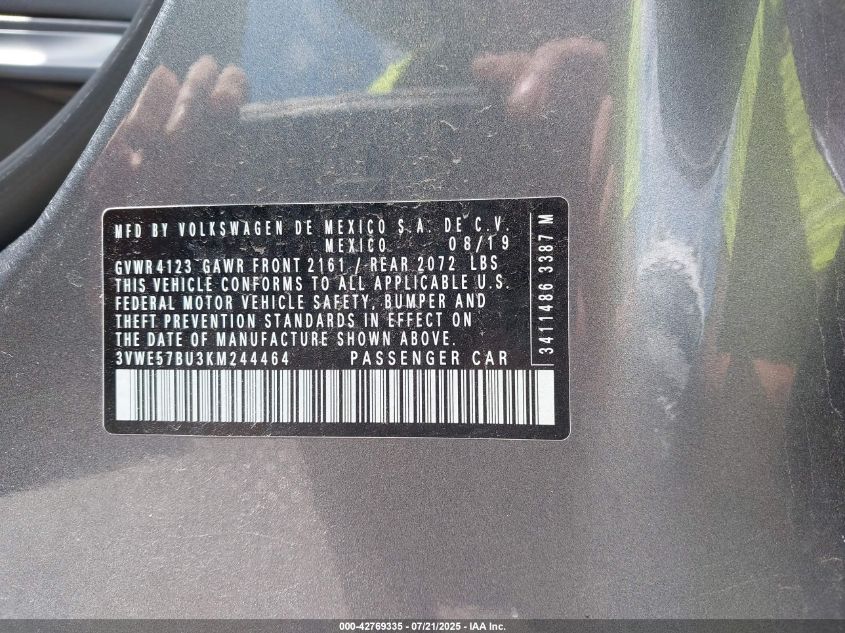 MFD BY VOLKSWAGEN DE MEXICO S.A. DE C.V.
MEXICO 08/19
GVWR 4123 GAWR FRONT 2161 / REAR 2072 LBS
THIS VEHICLE CONFORMS TO ALL APPLICABLE U.S.
FEDERAL MOTOR VEHICLE SAFETY, BUMPER AND
THEFT PREVENTION STANDARDS IN EFFECT ON
THE DATE OF MANUFACTURE SHOWN ABOVE.
3VWE57BU3KM244464 PASSENGER CAR
3411486 3387 M
000-42769335 - 07/21/2025 - IAA Inc.